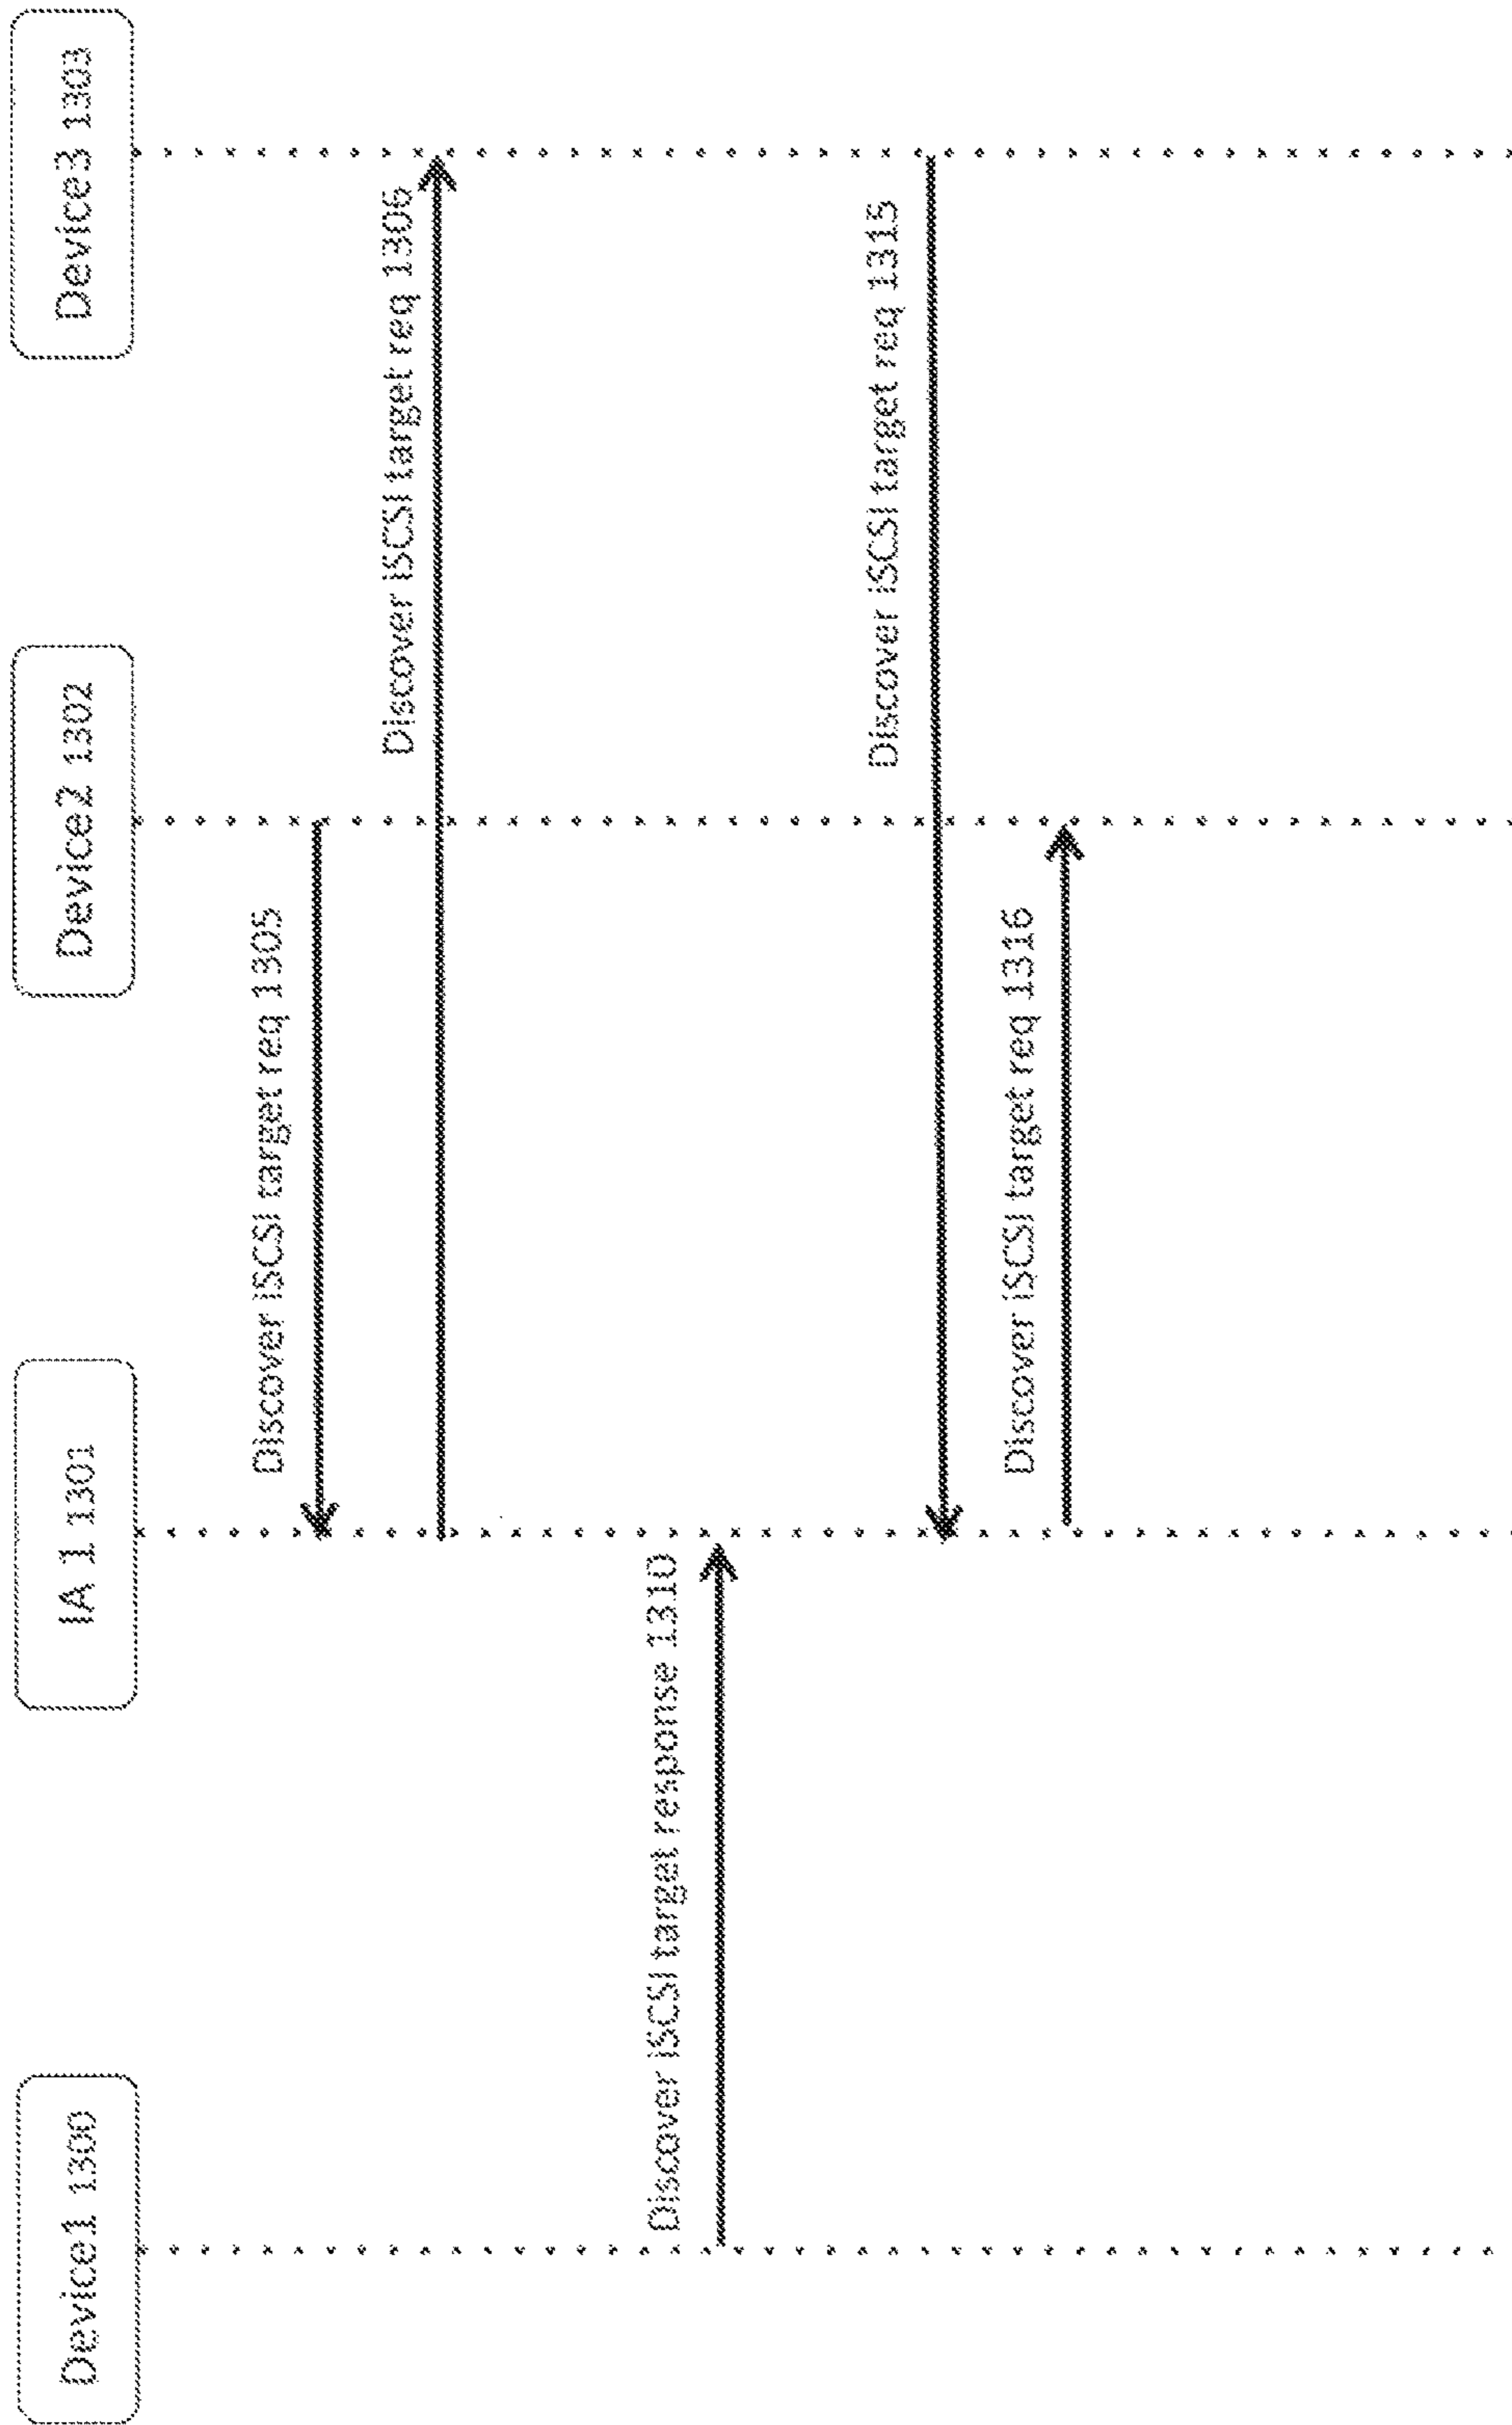 Device1 1300
IA 1 1301
Device2 1302
Device3 1303
Discover iSCSI target req 1305
Discover iSCSI target req 1306
Discover iSCSI target response 1310
Discover iSCSI target req 1315
Discover iSCSI target req 1316